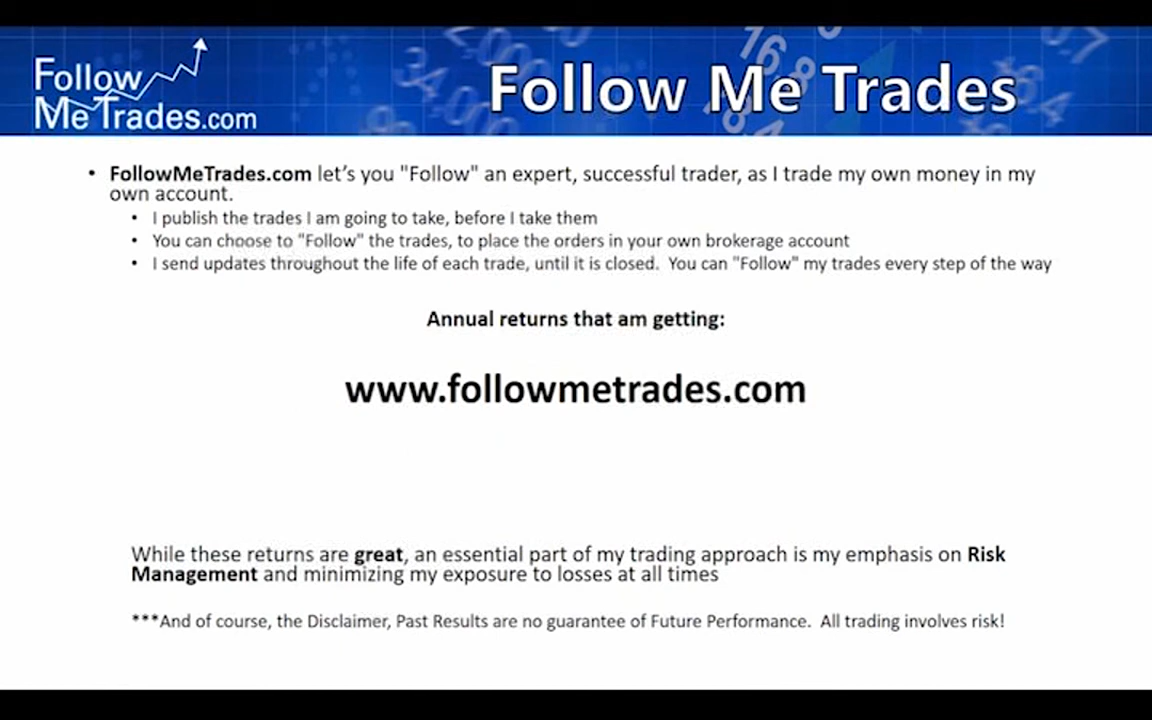 Follow
Me Trades.com
Follow Me Trades
• FollowMeTrades.com let's you "Follow" an expert, successful trader, as I trade my own money in my
own account.
• I publish the trades I am going to take, before I take them
• You can choose to "Follow" the trades, to place the orders in your own brokerage account
• I send updates throughout the life of each trade, until it is closed.  You can "Follow" my trades every step of the way
Annual returns that am getting:
www.followmetrades.com
While these returns are great, an essential part of my trading approach is my emphasis on Risk
Management and minimizing my exposure to losses at all times
***And of course, the Disclaimer, Past Results are no guarantee of Future Performance.  All trading involves risk!